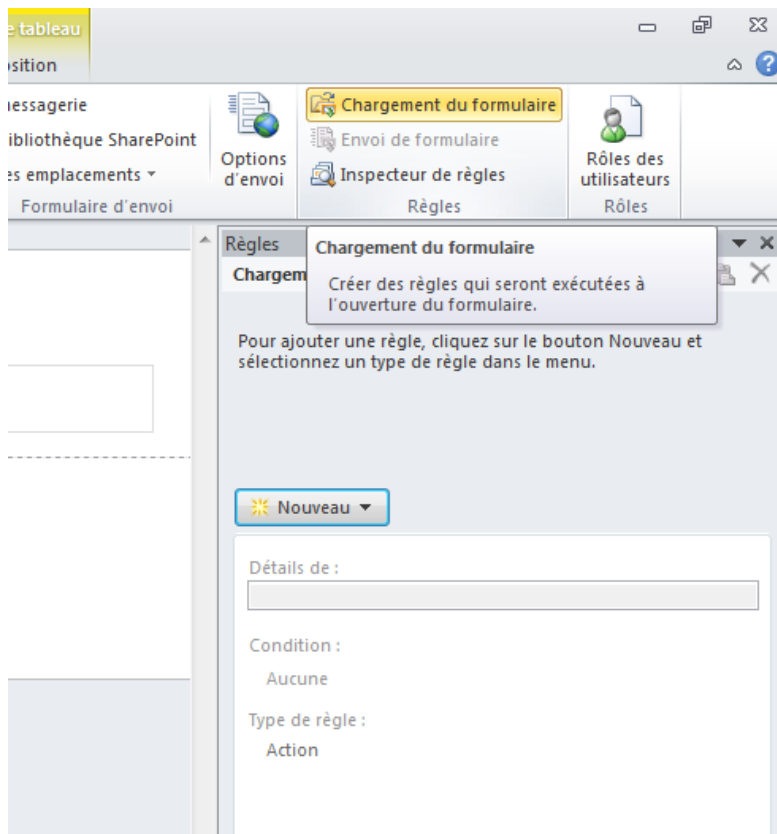 e tableau
osition
nessagerie
ibliothèque SharePoint
es emplacements
Formulaire d'envoi
Options
d'envoi
Chargement du formulaire
Envoi de formulaire
Inspecteur de règles
Règles
Rôles des
utilisateurs
Rôles
Règles
Chargem
Chargement du formulaire
Créer des règles qui seront exécutées à
l'ouverture du formulaire.
Pour ajouter une règle, cliquez sur le bouton Nouveau et
sélectionnez un type de règle dans le menu.
Nouveau
Détails de :
Condition :
Aucune
Type de règle :
Action